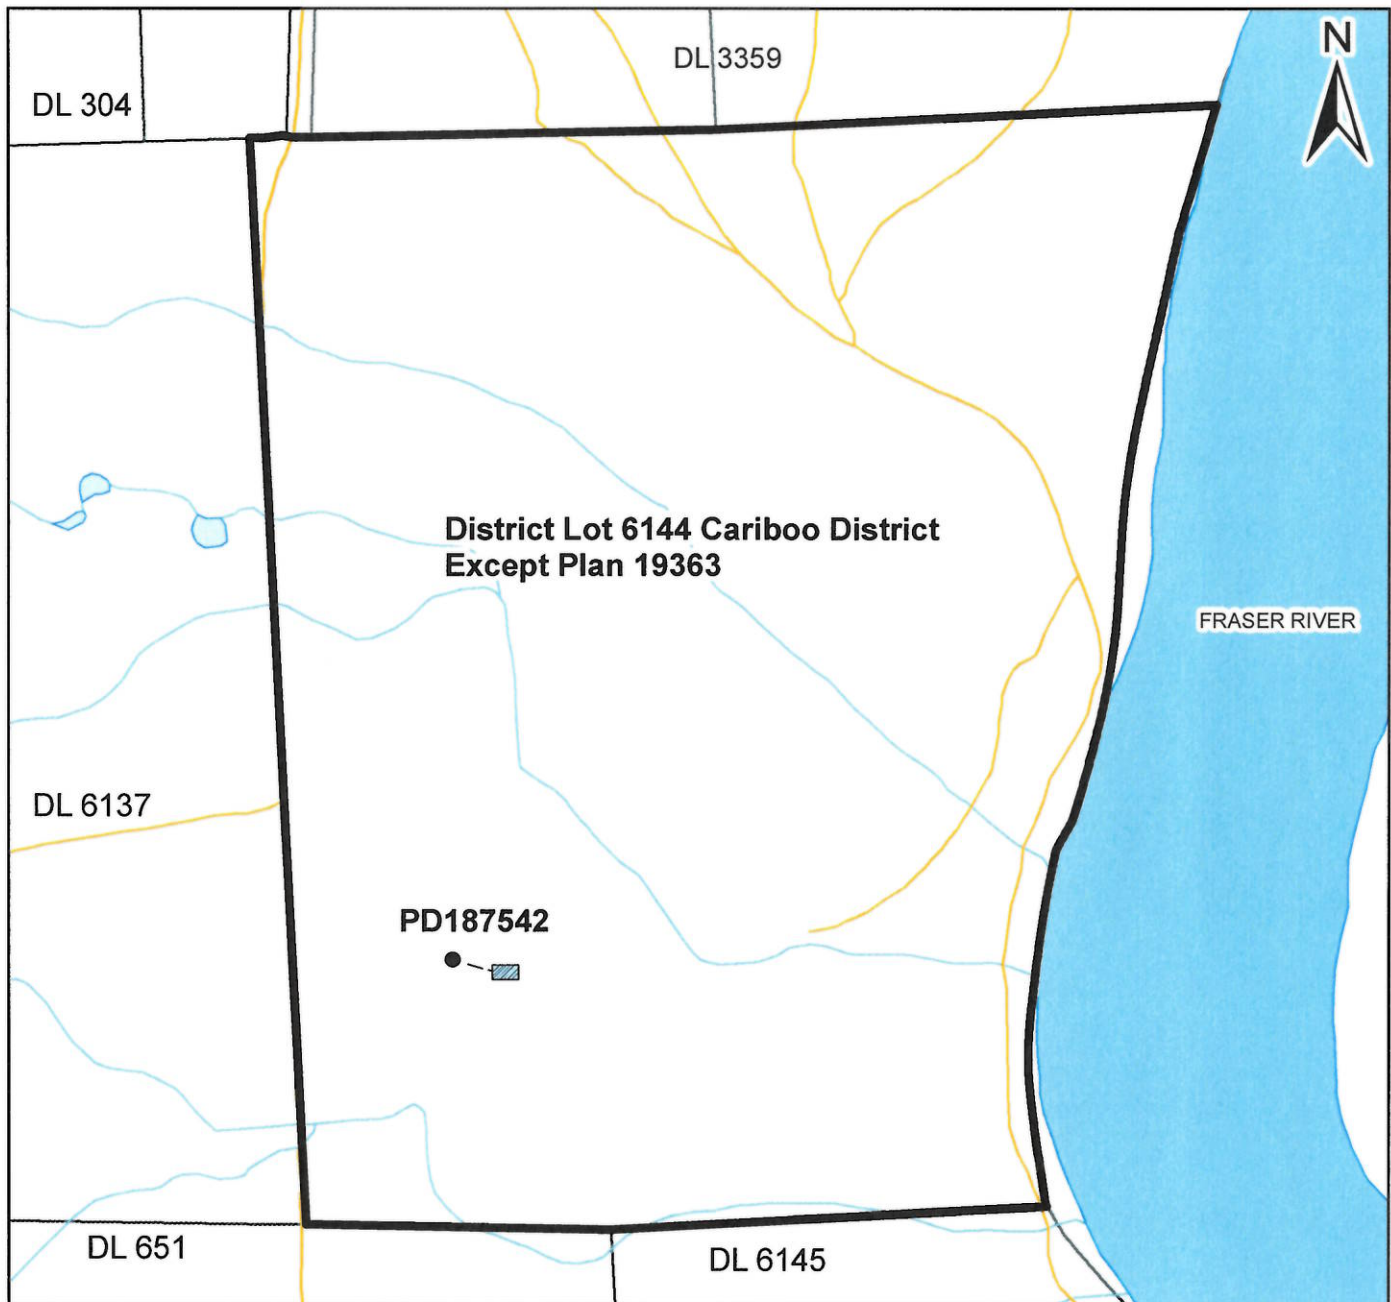 N
DL 3359
DL 304
District Lot 6144 Cariboo District
Except Plan 19363
FRASER RIVER
DL 6137
PD187542
DL 651
DL 6145